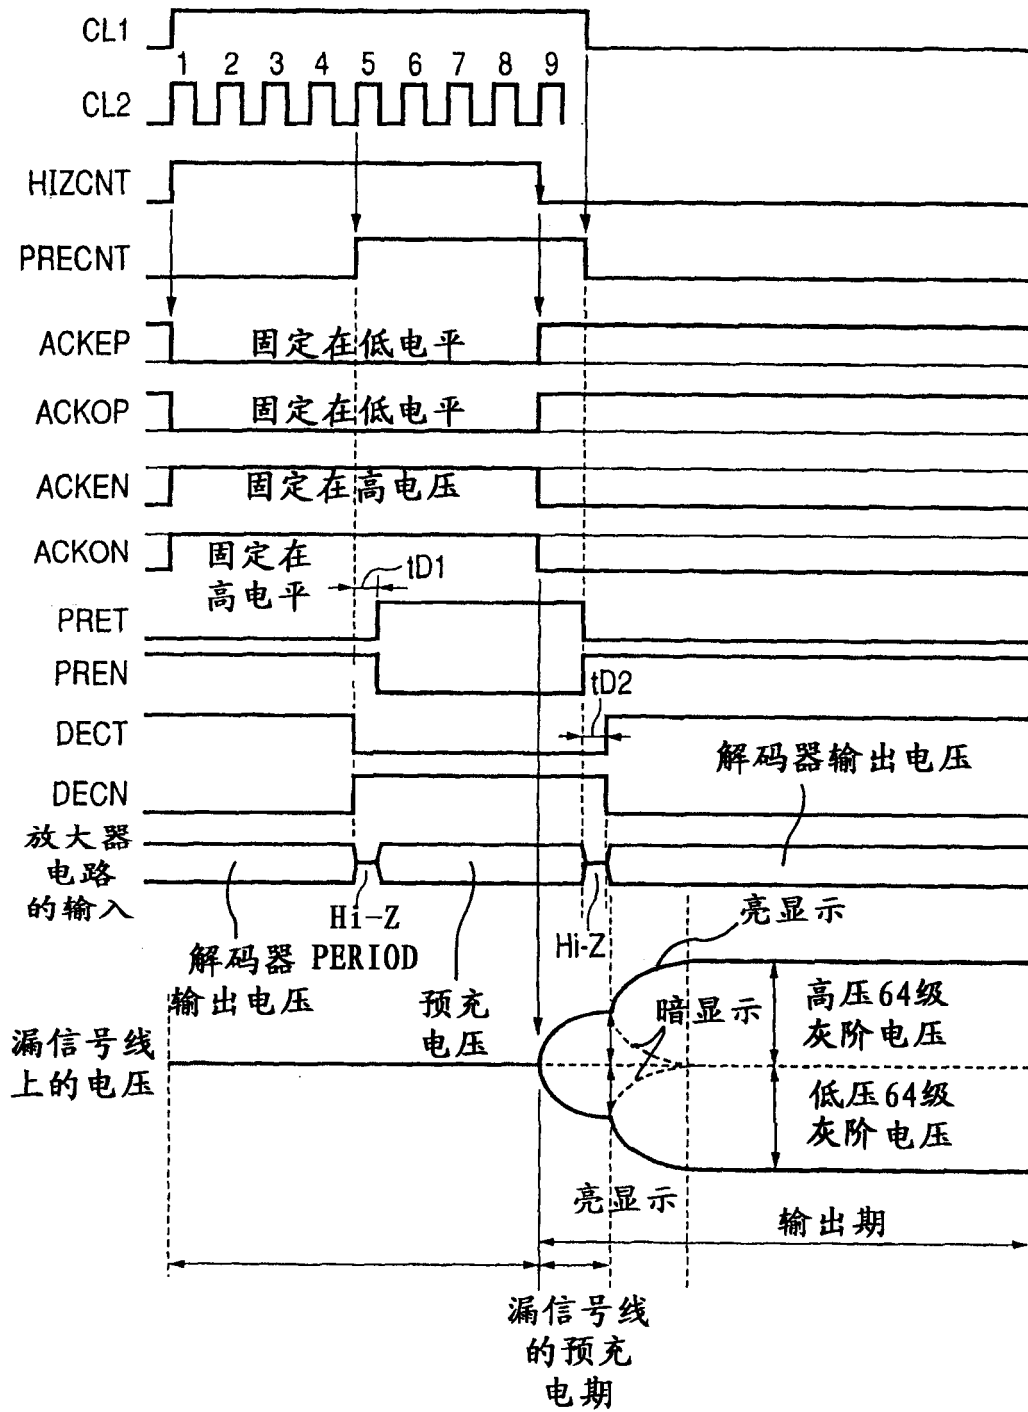 CL1
1 2 3 4 5 6 7 8 9
CL2
HIZCNT
PRECNT
ACKEP 固定在低电平
ACKOP 固定在低电平
ACKEN 固定在高电压
ACKON 固定在
高电平
tD1
PRET
PREN
tD2
DECT
解码器输出电压
DECN
放大器
电路
的输入
Hi-Z
PERIOD
Hi-Z
亮显示
解码器
输出电压
预充
电压
暗显示
高压64级
灰阶电压
漏信号线
上的电压
低压64级
灰阶电压
亮显示
输出期
漏信号线
的预充
电期